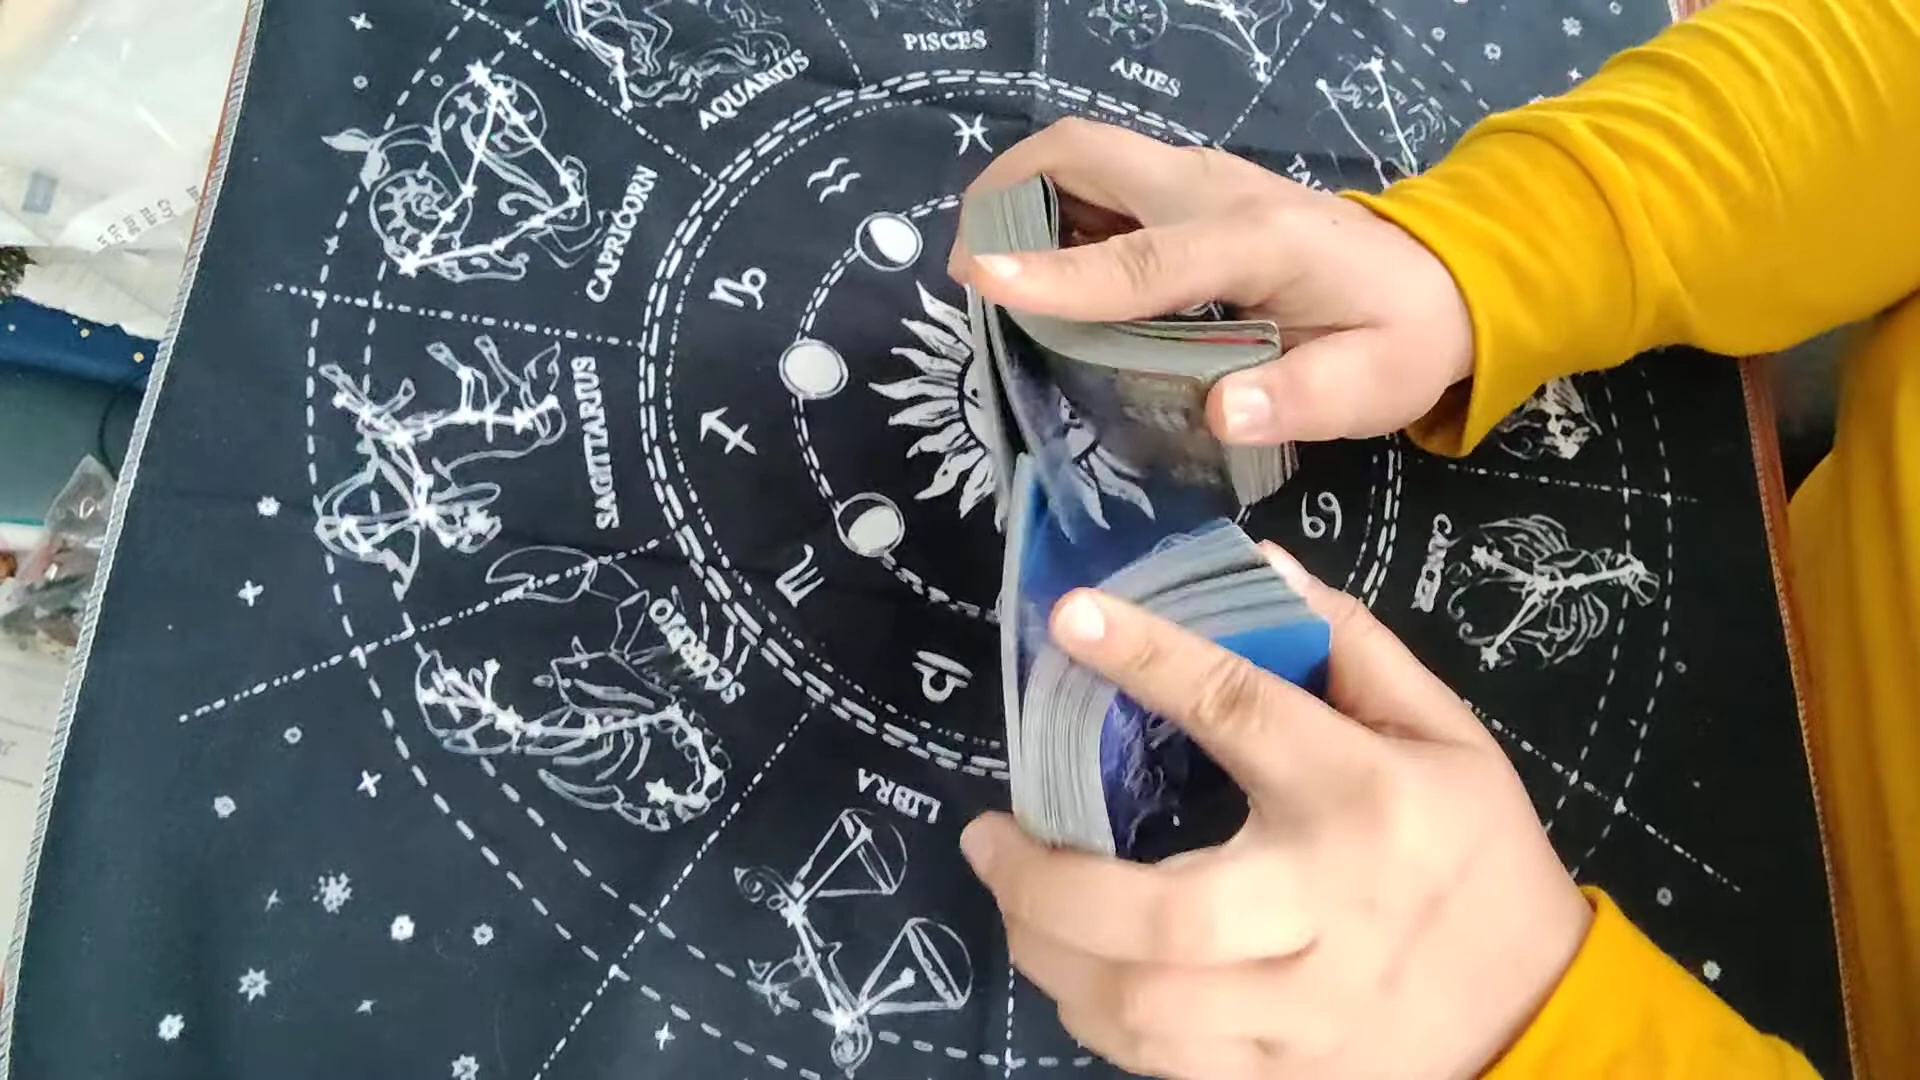 PISCES
ARIES
AQUARIUS
CAPRICORN
SAGITTARIUS
CANCER
SCORPIO
LIBRA